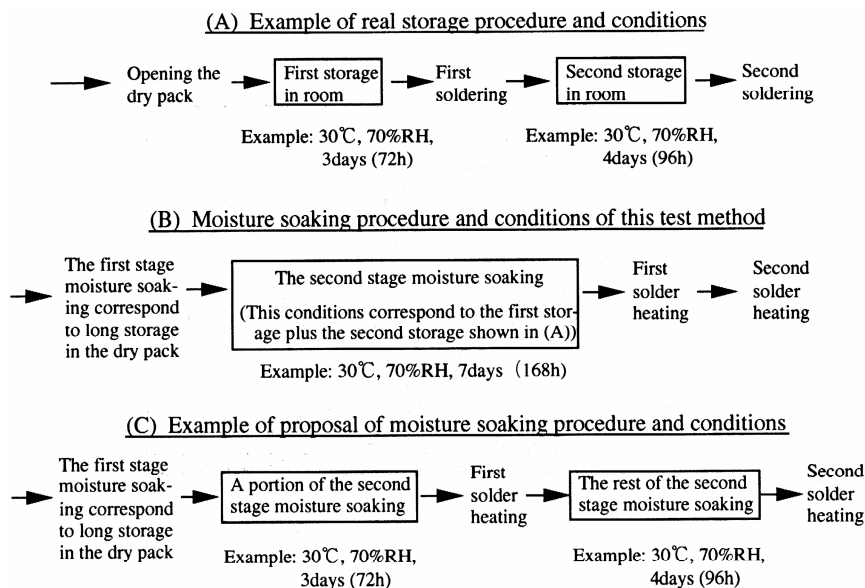 (A) Example of real storage procedure and conditions
Opening the
dry pack
First storage
in room
First
soldering
Second storage
in room
Second
soldering
Example: 30℃, 70%RH,
3days (72h)
Example: 30℃, 70%RH,
4days (96h)
(B) Moisture soaking procedure and conditions of this test method
The first stage
moisture soak-
ing correspond
to long storage
in the dry pack
The second stage moisture soaking
(This conditions correspond to the first stor-
age plus the second storage shown in (A))
First
solder
heating
Second
solder
heating
Example: 30℃, 70%RH, 7days (168h)
(C) Example of proposal of moisture soaking procedure and conditions
The first stage
moisture soak-
ing correspond
to long storage
in the dry pack
A portion of the second
stage moisture soaking
First
solder
heating
The rest of the second
stage moisture soaking
Second
solder
heating
Example: 30℃, 70%RH,
3days (72h)
Example: 30℃, 70%RH,
4days (96h)